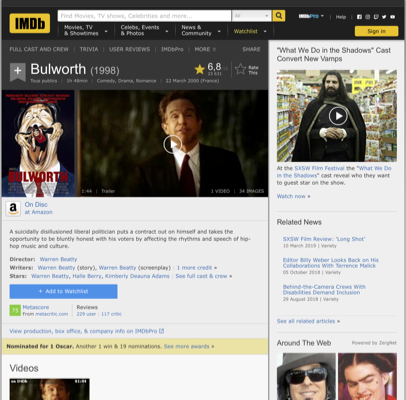 IMDb
Find Movies, TV shows, Celebrities and more...
All
IMDbPro
Help
Movies, TV & Showtimes
Celebs, Events & Photos
News & Community
Watchlist
Sign in
FULL CAST AND CREW | TRIVIA | USER REVIEWS | IMDbPro | MORE
SHARE
Bulworth (1998)
6,8
Rate This
Tous publics | 1h 48min | Comedy, Drama, Romance | 22 March 2000 (France)
BULWORTH
1:44 | Trailer
1 VIDEO | 34 IMAGES
On Disc
at Amazon
A suicidally disillusioned liberal politician puts a contract out on himself and takes the
opportunity to be bluntly honest with his voters by affecting the rhythms and speech of hip-
hop music and culture.
Director: Warren Beatty
Writers: Warren Beatty (story), Warren Beatty (screenplay) | 1 more credit »
Stars: Warren Beatty, Halle Berry, Kimberly Deauna Adams | See full cast & crew »
+ Add to Watchlist
75
Metascore
From metacritic.com
Reviews
229 user | 117 critic
View production, box office, & company info on IMDbPro
Nominated for 1 Oscar. Another 1 win & 19 nominations. See more awards »
Videos
"What We Do in the Shadows" Cast
Convert New Vamps
At the SXSW Film Festival the "What We Do
in the Shadows" cast reveal who they want
to guest star on the show.
Watch now »
Related News
SXSW Film Review: 'Long Shot'
10 March 2019 | Variety
Editor Billy Weber Looks Back on His
Collaborations With Terrence Malick
05 October 2018 | Variety
Behind-the-Camera Crews With
Disabilities Demand Inclusion
29 August 2018 | Variety
See all related articles »
Around The Web
Powered by ZergNet